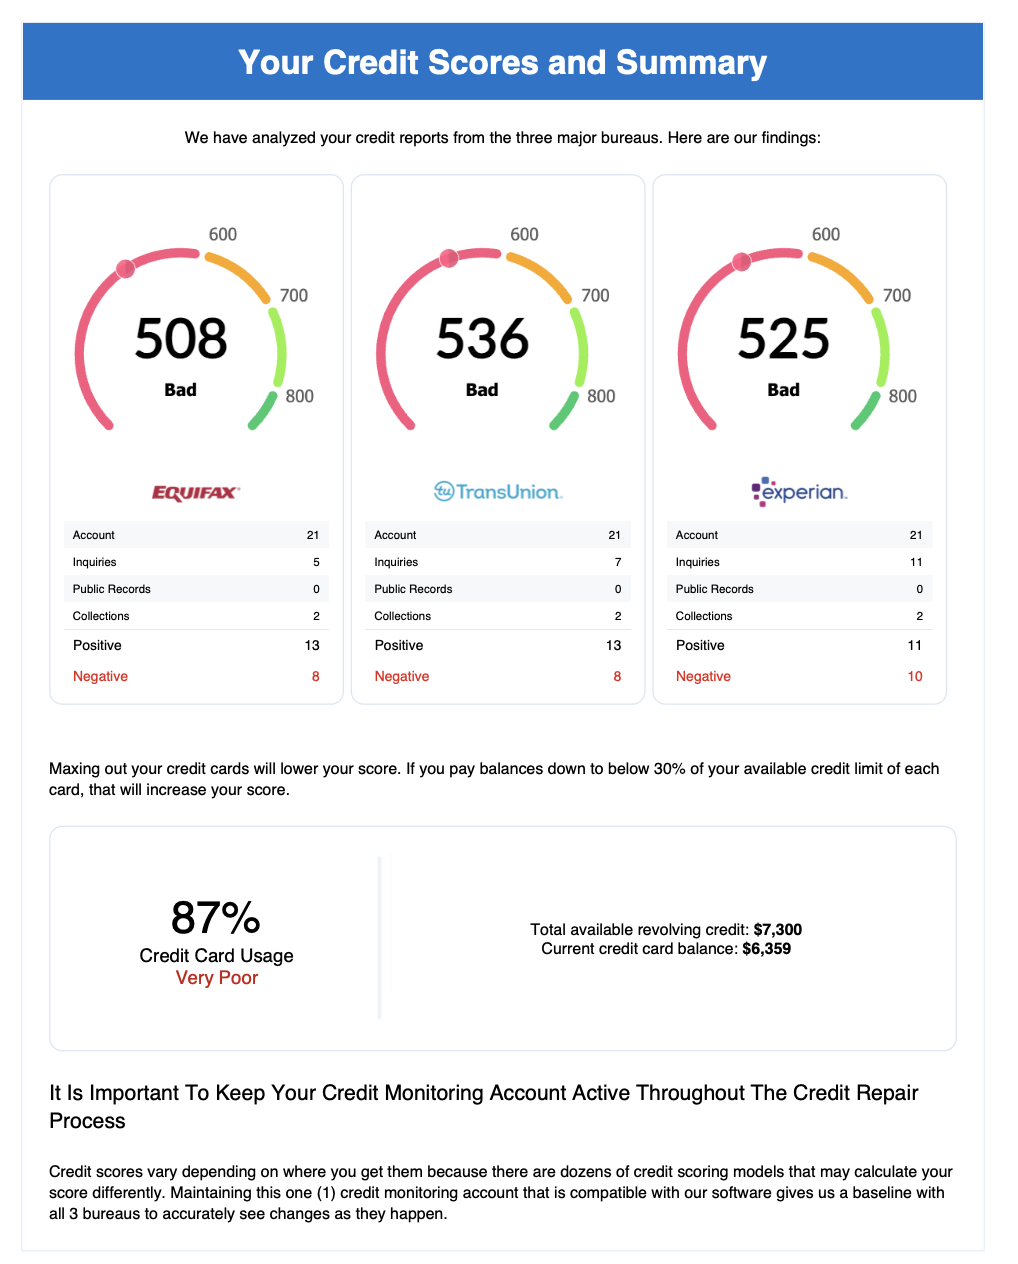 Your Credit Scores and Summary
We have analyzed your credit reports from the three major bureaus. Here are our findings:
600
700
800
508
Bad
EQUIFAX
Account 21
Inquiries 5
Public Records 0
Collections 2
Positive 13
Negative 8
600
700
800
536
Bad
tu TransUnion
Account 21
Inquiries 7
Public Records 0
Collections 2
Positive 13
Negative 8
600
700
800
525
Bad
experian
Account 21
Inquiries 11
Public Records 0
Collections 2
Positive 11
Negative 10
Maxing out your credit cards will lower your score. If you pay balances down to below 30% of your available credit limit of each
card, that will increase your score.
87%
Credit Card Usage
Very Poor
Total available revolving credit: $7,300
Current credit card balance: $6,359
It Is Important To Keep Your Credit Monitoring Account Active Throughout The Credit Repair
Process
Credit scores vary depending on where you get them because there are dozens of credit scoring models that may calculate your
score differently. Maintaining this one (1) credit monitoring account that is compatible with our software gives us a baseline with
all 3 bureaus to accurately see changes as they happen.